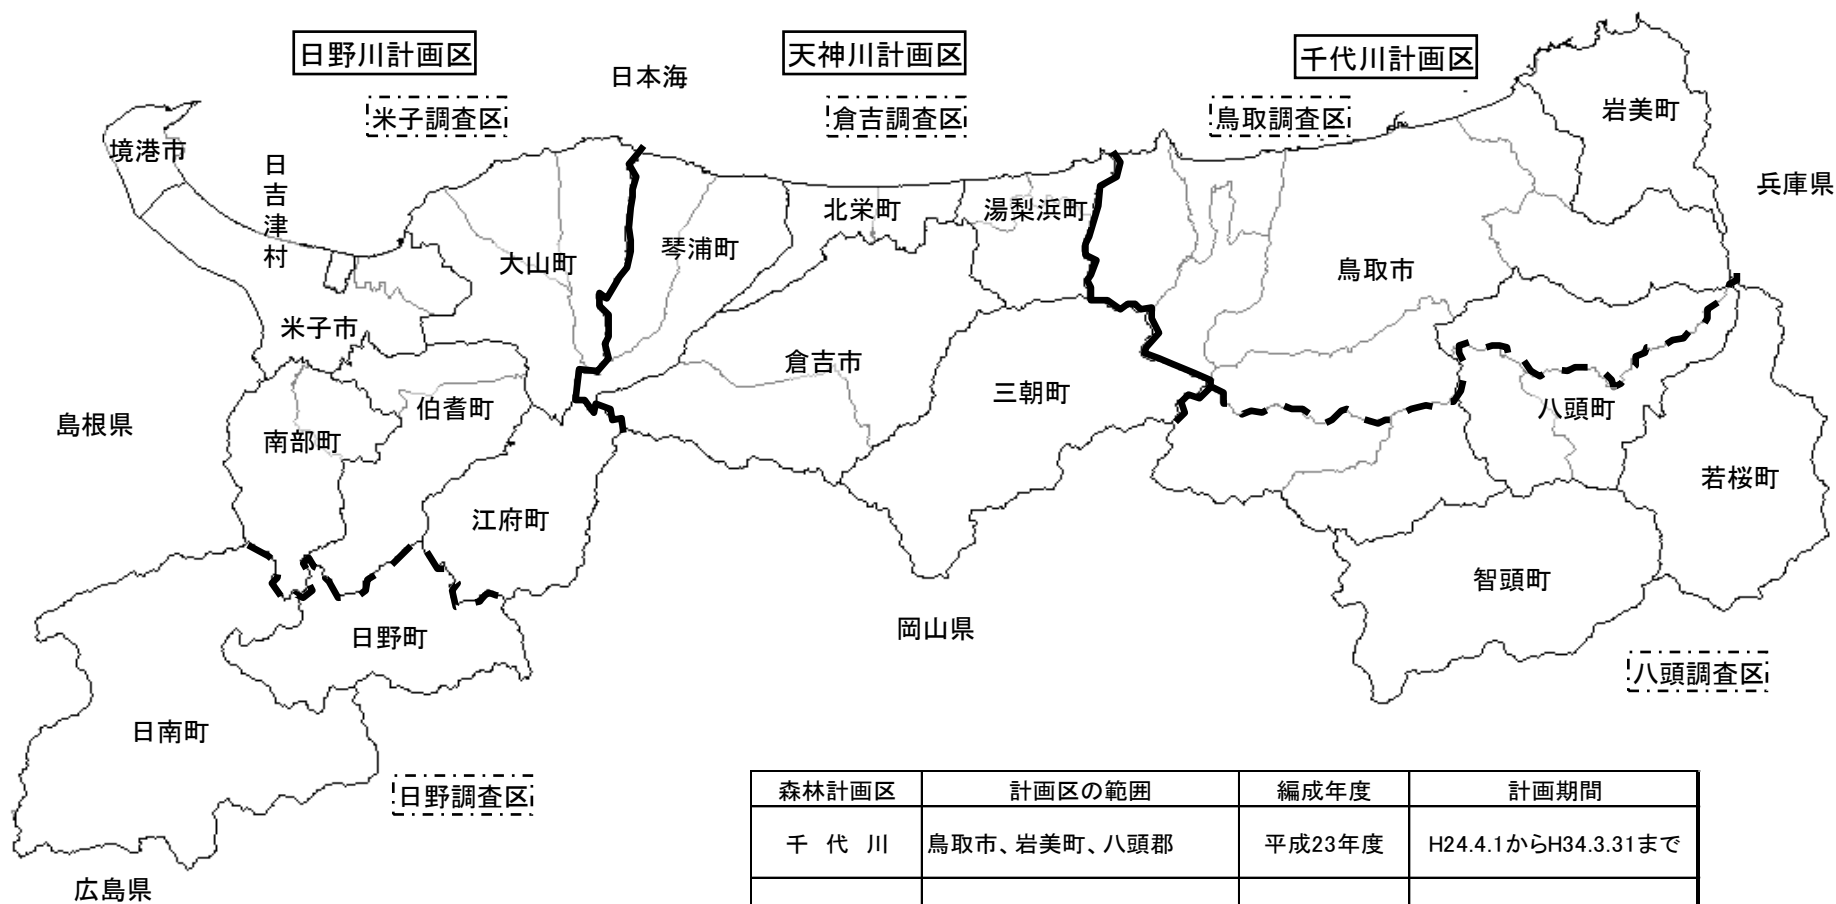 日野川計画区
天神川計画区
千代川計画区
日本海
米子調査区
倉吉調査区
鳥取調査区
岩美町
境港市
日吉津村
兵庫県
北栄町
湯梨浜町
大山町
琴浦町
鳥取市
米子市
倉吉市
三朝町
伯耆町
八頭町
島根県
南部町
若桜町
江府町
智頭町
岡山県
日野町
八頭調査区
日南町
日野調査区
広島県
森林計画区 計画区の範囲 編成年度 計画期間
千 代 川 鳥取市、岩美町、八頭郡 平成23年度 H24.4.1からH34.3.31まで